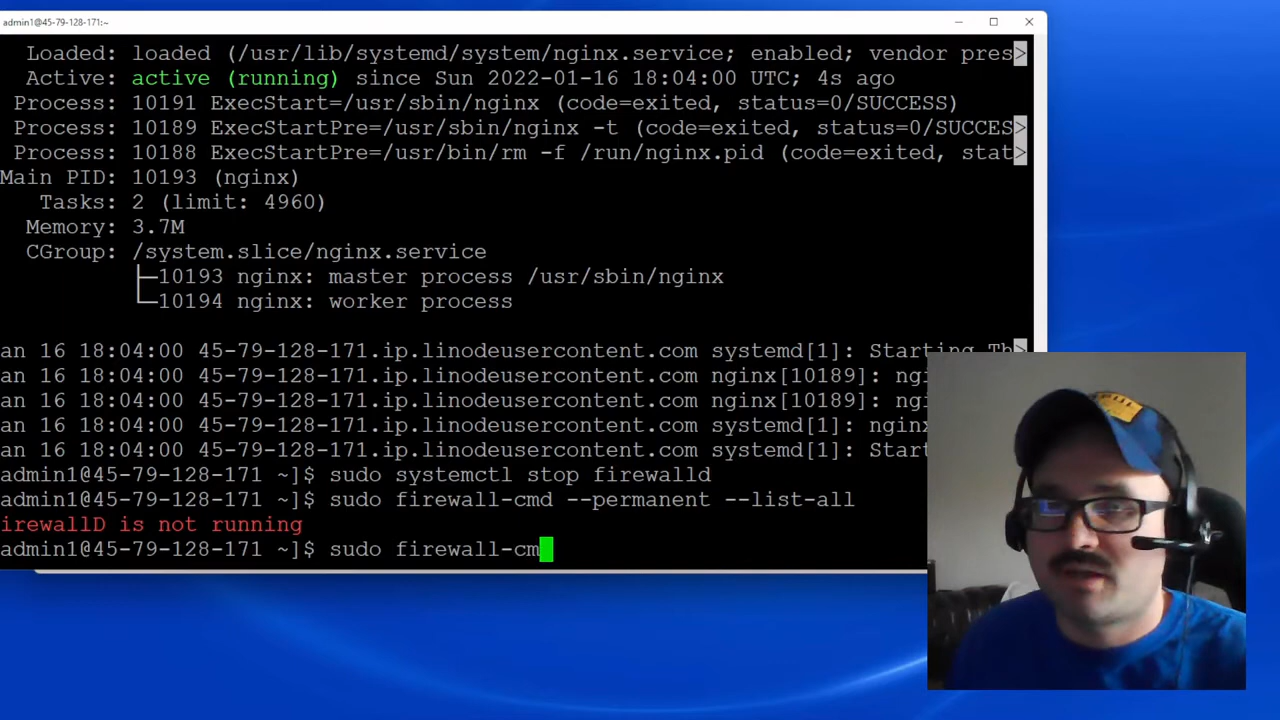 admin1@45-79-128-171:~
Loaded: loaded (/usr/lib/systemd/system/nginx.service; enabled; vendor pres>
Active: active (running) since Sun 2022-01-16 18:04:00 UTC; 4s ago
Process: 10191 ExecStart=/usr/sbin/nginx (code=exited, status=0/SUCCESS)
Process: 10189 ExecStartPre=/usr/sbin/nginx -t (code=exited, status=0/SUCCES>
Process: 10188 ExecStartPre=/usr/bin/rm -f /run/nginx.pid (code=exited, stat>
Main PID: 10193 (nginx)
Tasks: 2 (limit: 4960)
Memory: 3.7M
CGroup: /system.slice/nginx.service
├─10193 nginx: master process /usr/sbin/nginx
└─10194 nginx: worker process
an 16 18:04:00 45-79-128-171.ip.linodeusercontent.com systemd[1]: Starting Th>
an 16 18:04:00 45-79-128-171.ip.linodeusercontent.com nginx[10189]: ngi
an 16 18:04:00 45-79-128-171.ip.linodeusercontent.com nginx[10189]: ngi
an 16 18:04:00 45-79-128-171.ip.linodeusercontent.com systemd[1]: nginx
an 16 18:04:00 45-79-128-171.ip.linodeusercontent.com systemd[1]: Start
admin1@45-79-128-171 ~]$ sudo systemctl stop firewalld
admin1@45-79-128-171 ~]$ sudo firewall-cmd --permanent --list-all
irewallD is not running
admin1@45-79-128-171 ~]$ sudo firewall-cm